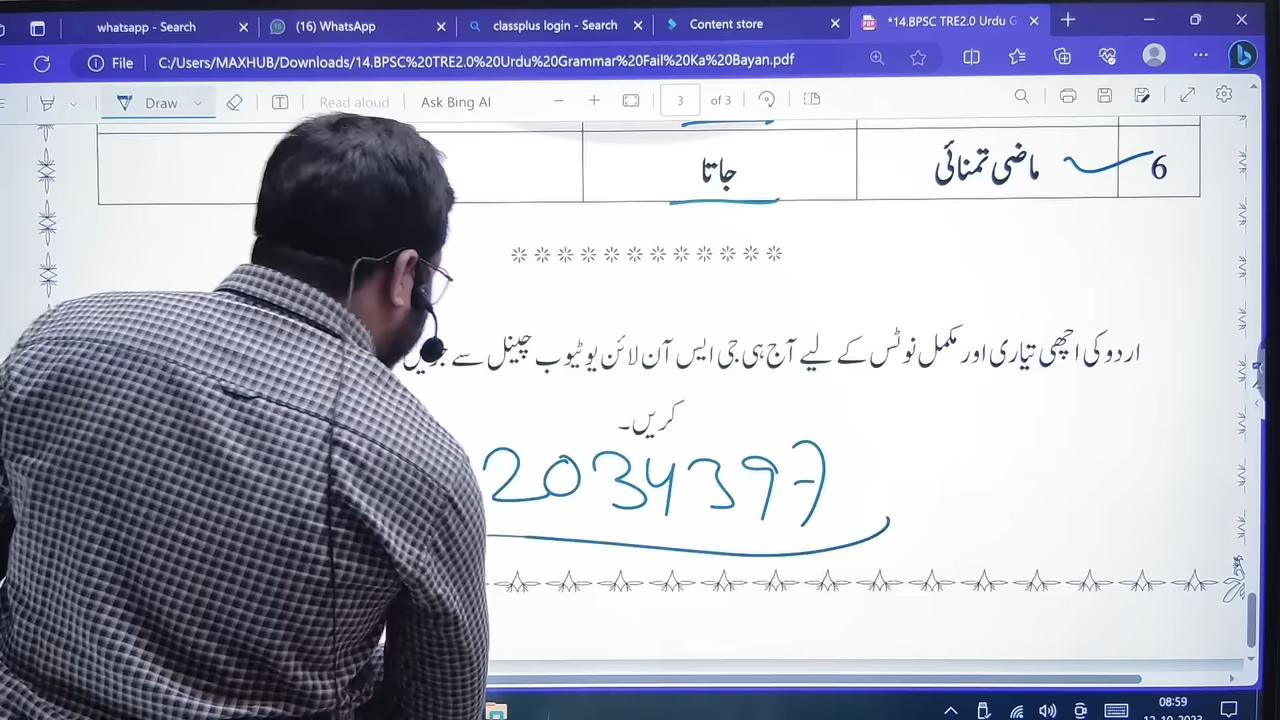 whatsapp - Search
(16) WhatsApp
classplus login - Search
Content store
*14.BPSC TRE2.0 Urdu G
File
C:/Users/MAXHUB/Downloads/14.BPSC%20TRE2.0%20Urdu%20Grammar%20Fail%20Ka%20Bayan.pdf
Draw
Read aloud
Ask Bing AI
3 of 3
6 ماضی تمنائی جاتا
اردو کی اچھی تیاری اور مکمل نوٹس کے لیے آج ہی جی ایس آن لائن یوٹیوب چینل سے
کریں۔
2034397
08:59
12-10-2023